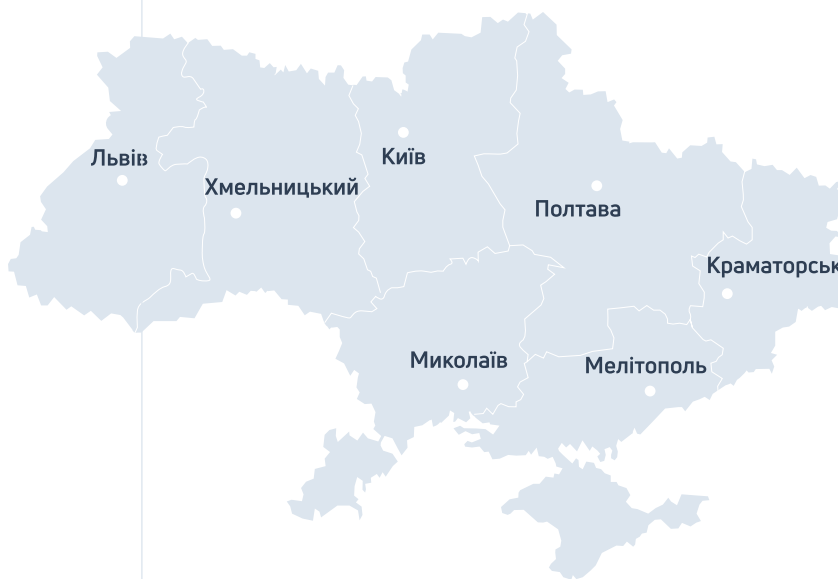 Львів
Київ
Хмельницький
Полтава
Краматорськ
Миколаїв
Мелітополь